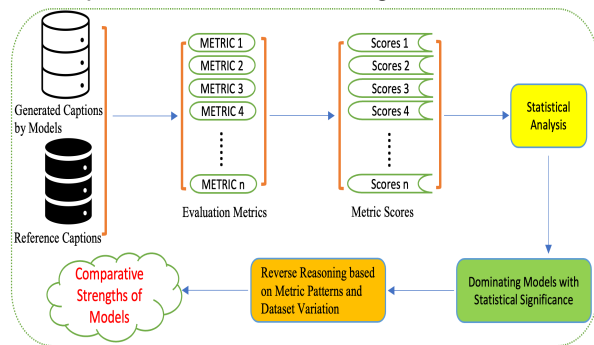 Generated Captions
by Models
Reference Captions
METRIC 1
METRIC 2
METRIC 3
METRIC 4
METRIC n
Evaluation Metrics
Scores 1
Scores 2
Scores 3
Scores 4
Scores n
Metric Scores
Statistical
Analysis
Dominating Models with
Statistical Significance
Reverse Reasoning based
on Metric Patterns and
Dataset Variation
Comparative
Strengths of
Models